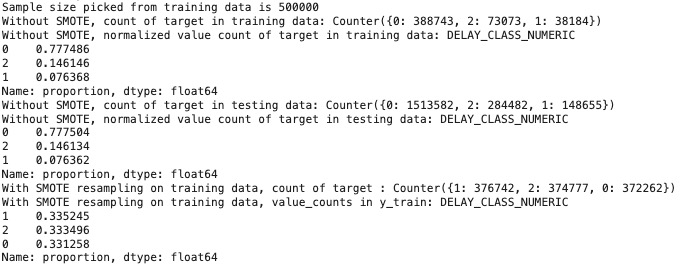 Sample size picked from training data is 500000
Without SMOTE, count of target in training data: Counter({0: 388743, 2: 73073, 1: 38184})
Without SMOTE, normalized value count of target in training data: DELAY_CLASS_NUMERIC
0    0.777486
2    0.146146
1    0.076368
Name: proportion, dtype: float64
Without SMOTE, count of target in testing data: Counter({0: 1513582, 2: 284482, 1: 148655})
Without SMOTE, normalized value count of target in testing data: DELAY_CLASS_NUMERIC
0    0.777504
2    0.146134
1    0.076362
Name: proportion, dtype: float64
With SMOTE resampling on training data, count of target : Counter({1: 376742, 2: 374777, 0: 372262})
With SMOTE resampling on training data, value_counts in y_train: DELAY_CLASS_NUMERIC
1    0.335245
2    0.333496
0    0.331258
Name: proportion, dtype: float64